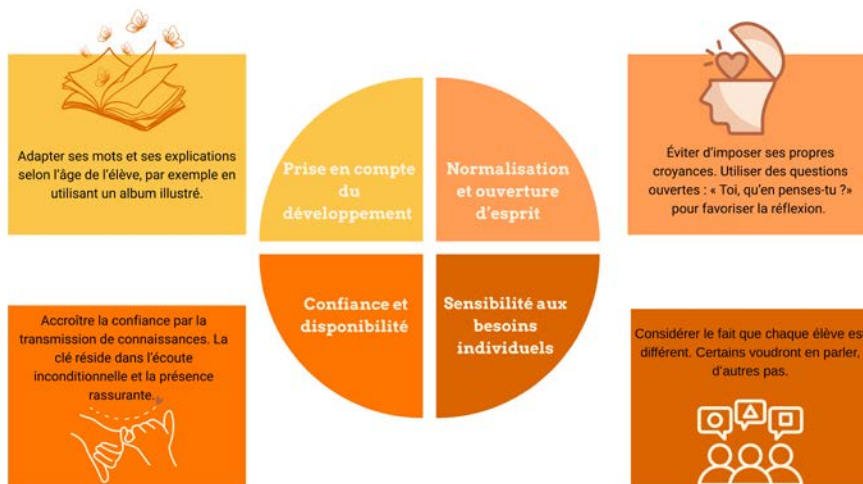 Adapter ses mots et ses explications
selon l'âge de l'élève, par exemple en
utilisant un album illustré.
Prise en compte
du
développement
Normalisation
et ouverture
d'esprit
Éviter d'imposer ses propres
croyances. Utiliser des questions
ouvertes : « Toi, qu'en penses-tu ?»
pour favoriser la réflexion.
Accroître la confiance par la
transmission de connaissances. La
clé réside dans l'écoute
inconditionnelle et la présence
rassurante.
Confiance et
disponibilité
Sensibilité aux
besoins
individuels
Considérer le fait que chaque élève es
différent. Certains voudront en parler,
d'autres pas.